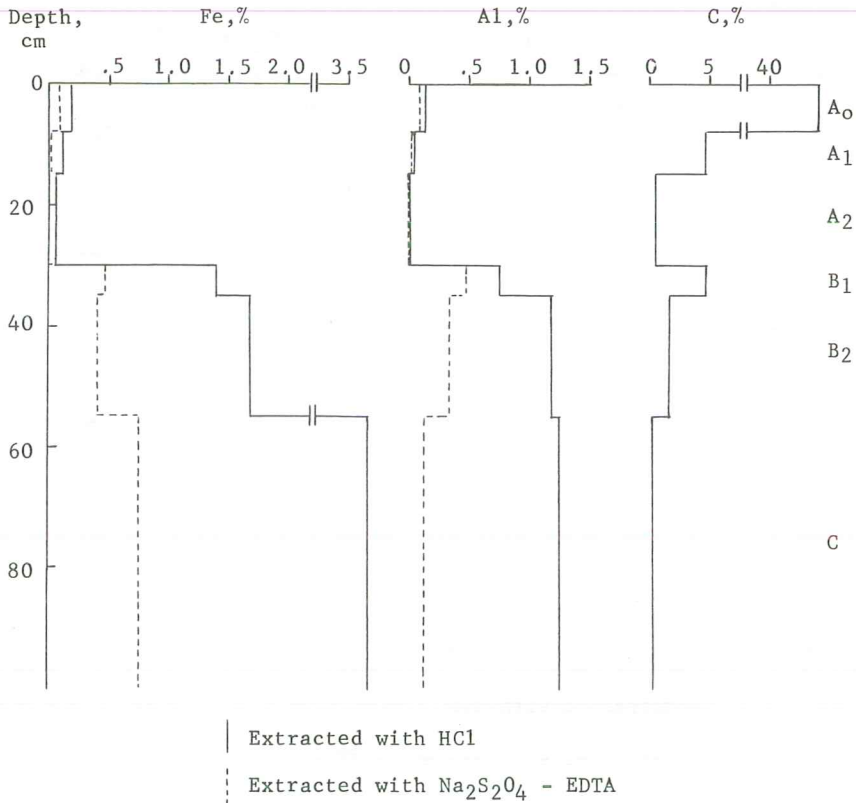 Depth, Fe,% Al,% C,%
cm
.5 1.0 1.5 2.0 3.5 0 .5 1.0 1.5 0 5 40
0
Ao
A1
20
A2
B1
40
B2
60
C
80
Extracted with HCl
Extracted with Na2S2O4 - EDTA